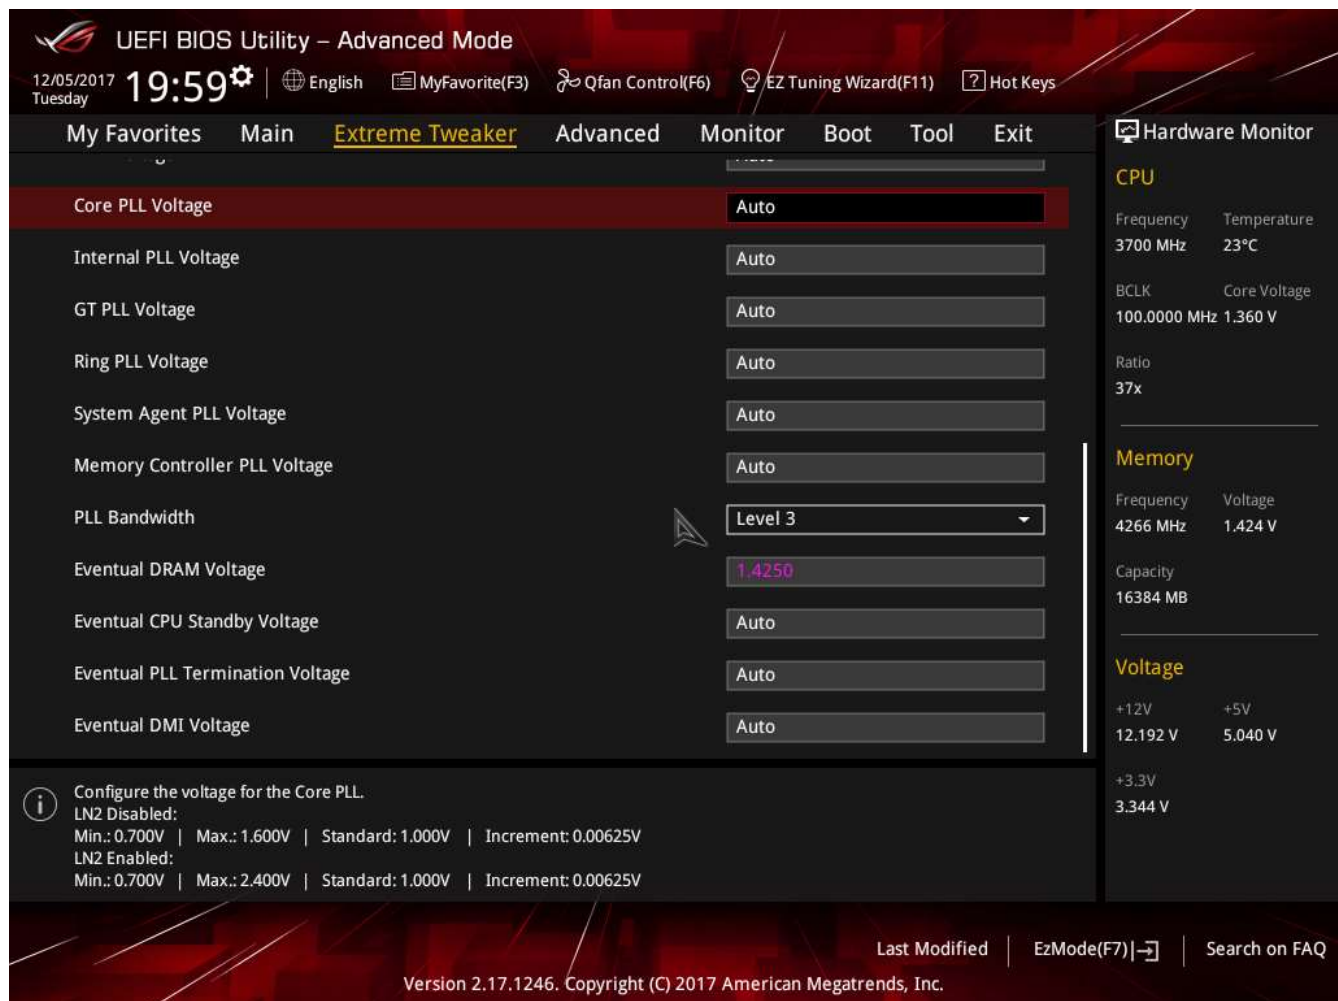 UEFI BIOS Utility – Advanced Mode
12/05/2017
Tuesday
19:59
English
MyFavorite(F3)
Qfan Control(F6)
EZ Tuning Wizard(F11)
? Hot Keys
My Favorites Main Extreme Tweaker Advanced Monitor Boot Tool Exit
Core PLL Voltage Auto
Internal PLL Voltage Auto
GT PLL Voltage Auto
Ring PLL Voltage Auto
System Agent PLL Voltage Auto
Memory Controller PLL Voltage Auto
PLL Bandwidth Level 3
Eventual DRAM Voltage 1.4250
Eventual CPU Standby Voltage Auto
Eventual PLL Termination Voltage Auto
Eventual DMI Voltage Auto
Configure the voltage for the Core PLL.
LN2 Disabled:
Min.: 0.700V | Max.: 1.600V | Standard: 1.000V | Increment: 0.00625V
LN2 Enabled:
Min.: 0.700V | Max.: 2.400V | Standard: 1.000V | Increment: 0.00625V
Hardware Monitor
CPU
Frequency Temperature
3700 MHz 23°C
BCLK Core Voltage
100.0000 MHz 1.360 V
Ratio
37x
Memory
Frequency Voltage
4266 MHz 1.424 V
Capacity
16384 MB
Voltage
+12V +5V
12.192 V 5.040 V
+3.3V
3.344 V
Last Modified | EzMode(F7)| | Search on FAQ
Version 2.17.1246. Copyright (C) 2017 American Megatrends, Inc.